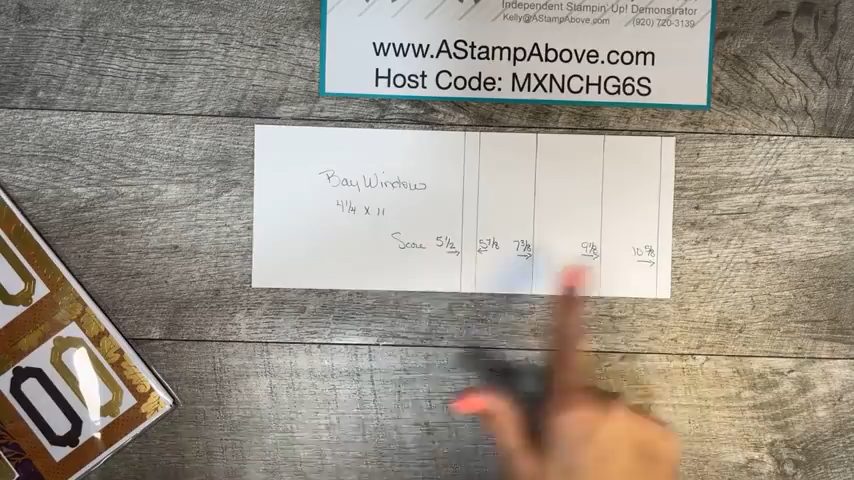 Independent Stampin' Up! Demonstrator
Kelly@AStampAbove.com (920) 720-3139
www.AStampAbove.com
Host Code: MXNCHG6S
Bay Window
4 1/4 x 11
Score 5 1/2 5 7/8 7 3/8 9 1/8 10 5/8